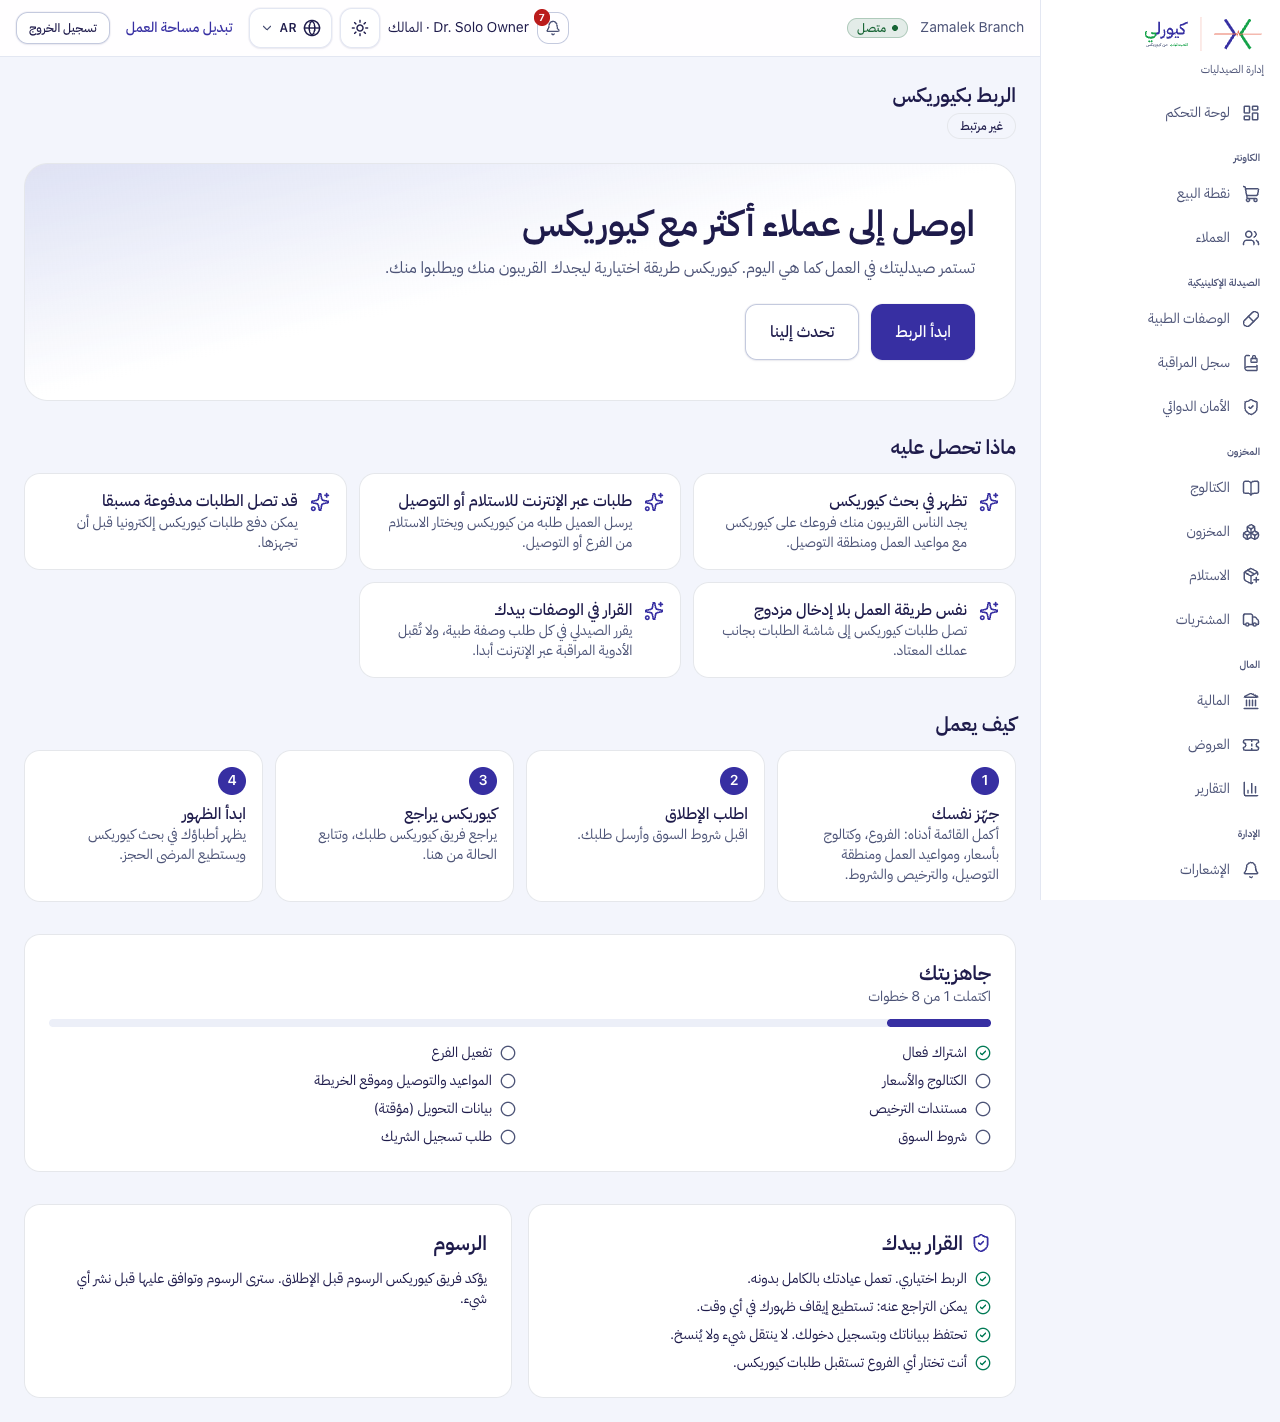 كيورلي
إدارة الصيدليات
Zamalek Branch
متصل
7
Dr. Solo Owner · المالك
AR
تبديل مساحة العمل
تسجيل الخروج
لوحة التحكم
الكاونتر
نقطة البيع
العملاء
الصيدلة الإكلينيكية
الوصفات الطبية
سجل المراقبة
الأمان الدوائي
المخزون
الكتالوج
المخزون
الاستلام
المشتريات
المال
المالية
العروض
التقارير
الإدارة
الإشعارات
الربط بكيوريكس
غير مرتبط
اوصل إلى عملاء أكثر مع كيوريكس
تستمر صيدليتك في العمل كما هي اليوم. كيوريكس طريقة اختيارية ليجدك القريبون منك ويطلبوا منك.
ابدأ الربط
تحدث إلينا
ماذا تحصل عليه
تظهر في بحث كيوريكس
يجد الناس القريبون منك فروعك على كيوريكس
مع مواعيد العمل ومنطقة التوصيل.
طلبات عبر الإنترنت للاستلام أو التوصيل
يرسل العميل طلبه من كيوريكس ويختار الاستلام
من الفرع أو التوصيل.
قد تصل الطلبات مدفوعة مسبقا
يمكن دفع طلبات كيوريكس إلكترونيا قبل أن
تجهزها.
نفس طريقة العمل بلا إدخال مزدوج
تصل طلبات كيوريكس إلى شاشة الطلبات بجانب
عملك المعتاد.
القرار في الوصفات بيدك
يقرر الصيدلي في كل طلب وصفة طبية، ولا تُقبل
الأدوية المراقبة عبر الإنترنت أبدا.
كيف يعمل
1
جهّز نفسك
أكمل القائمة أدناه: الفروع، وكتالوج
بأسعار، ومواعيد العمل ومنطقة
التوصيل، والترخيص والشروط.
2
اطلب الإطلاق
اقبل شروط السوق وأرسل طلبك.
3
كيوريكس يراجع
يراجع فريق كيوريكس طلبك، وتتابع
الحالة من هنا.
4
ابدأ الظهور
يظهر أطباؤك في بحث كيوريكس
ويستطيع المرضى الحجز.
جاهزيتك
اكتملت 1 من 8 خطوات
اشتراك فعال
تفعيل الفرع
الكتالوج والأسعار
المواعيد والتوصيل وموقع الخريطة
مستندات الترخيص
بيانات التحويل (مؤقتة)
شروط السوق
طلب تسجيل الشريك
القرار بيدك
الربط اختياري. تعمل عيادتك بالكامل بدونه.
يمكن التراجع عنه: تستطيع إيقاف ظهورك في أي وقت.
تحتفظ ببياناتك وبتسجيل دخولك. لا ينتقل شيء ولا يُنسخ.
أنت تختار أي الفروع تستقبل طلبات كيوريكس.
الرسوم
يؤكد فريق كيوريكس الرسوم قبل الإطلاق. سترى الرسوم وتوافق عليها قبل نشر أي
شيء.